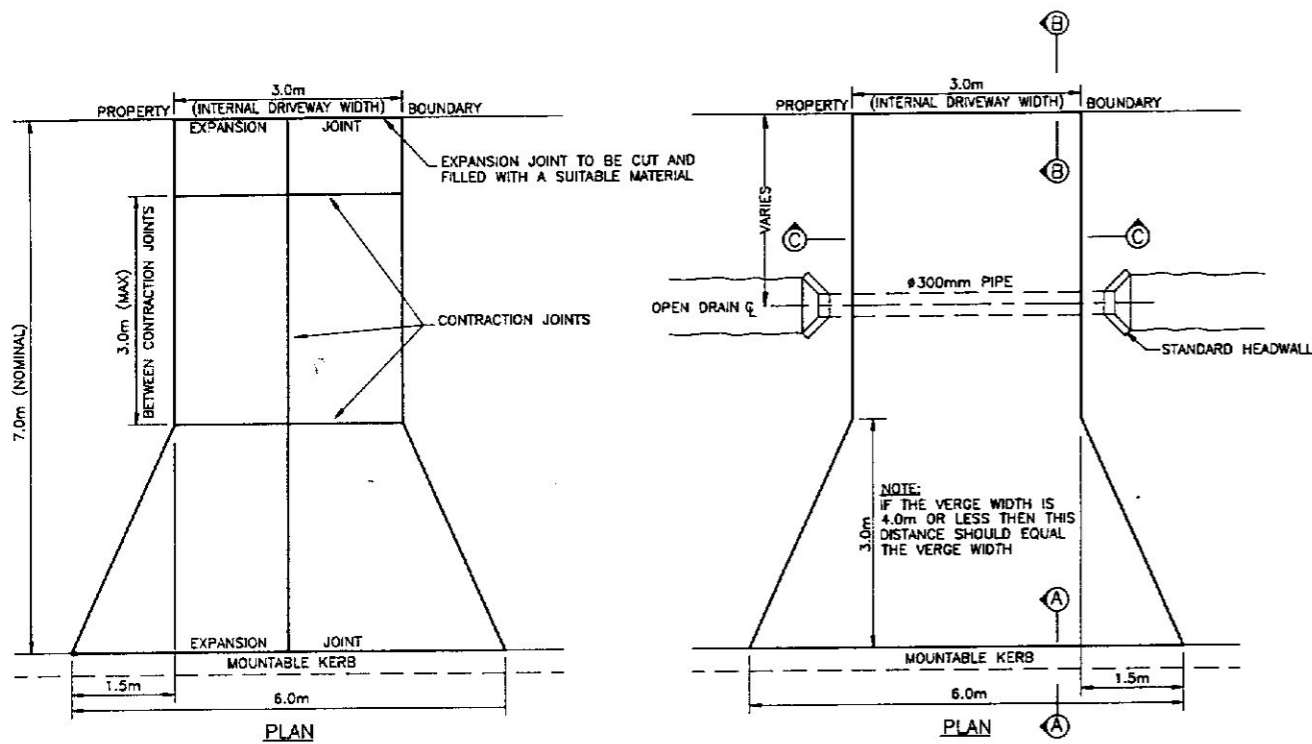 3.0m
PROPERTY (INTERNAL DRIVEWAY WIDTH) BOUNDARY
EXPANSION JOINT
EXPANSION JOINT TO BE CUT AND
FILLED WITH A SUITABLE MATERIAL
7.0m (NOMINAL)
3.0m (MAX)
BETWEEN CONTRACTION JOINTS
CONTRACTION JOINTS
EXPANSION JOINT
MOUNTABLE KERB
1.5m
6.0m
PLAN
B
3.0m
PROPERTY (INTERNAL DRIVEWAY WIDTH) BOUNDARY
B
VARIES
C
C
ø300mm PIPE
OPEN DRAIN ℄
STANDARD HEADWALL
3.0m
NOTE:
IF THE VERGE WIDTH IS
4.0m OR LESS THEN THIS
DISTANCE SHOULD EQUAL
THE VERGE WIDTH
A
MOUNTABLE KERB
1.5m
6.0m
PLAN
A